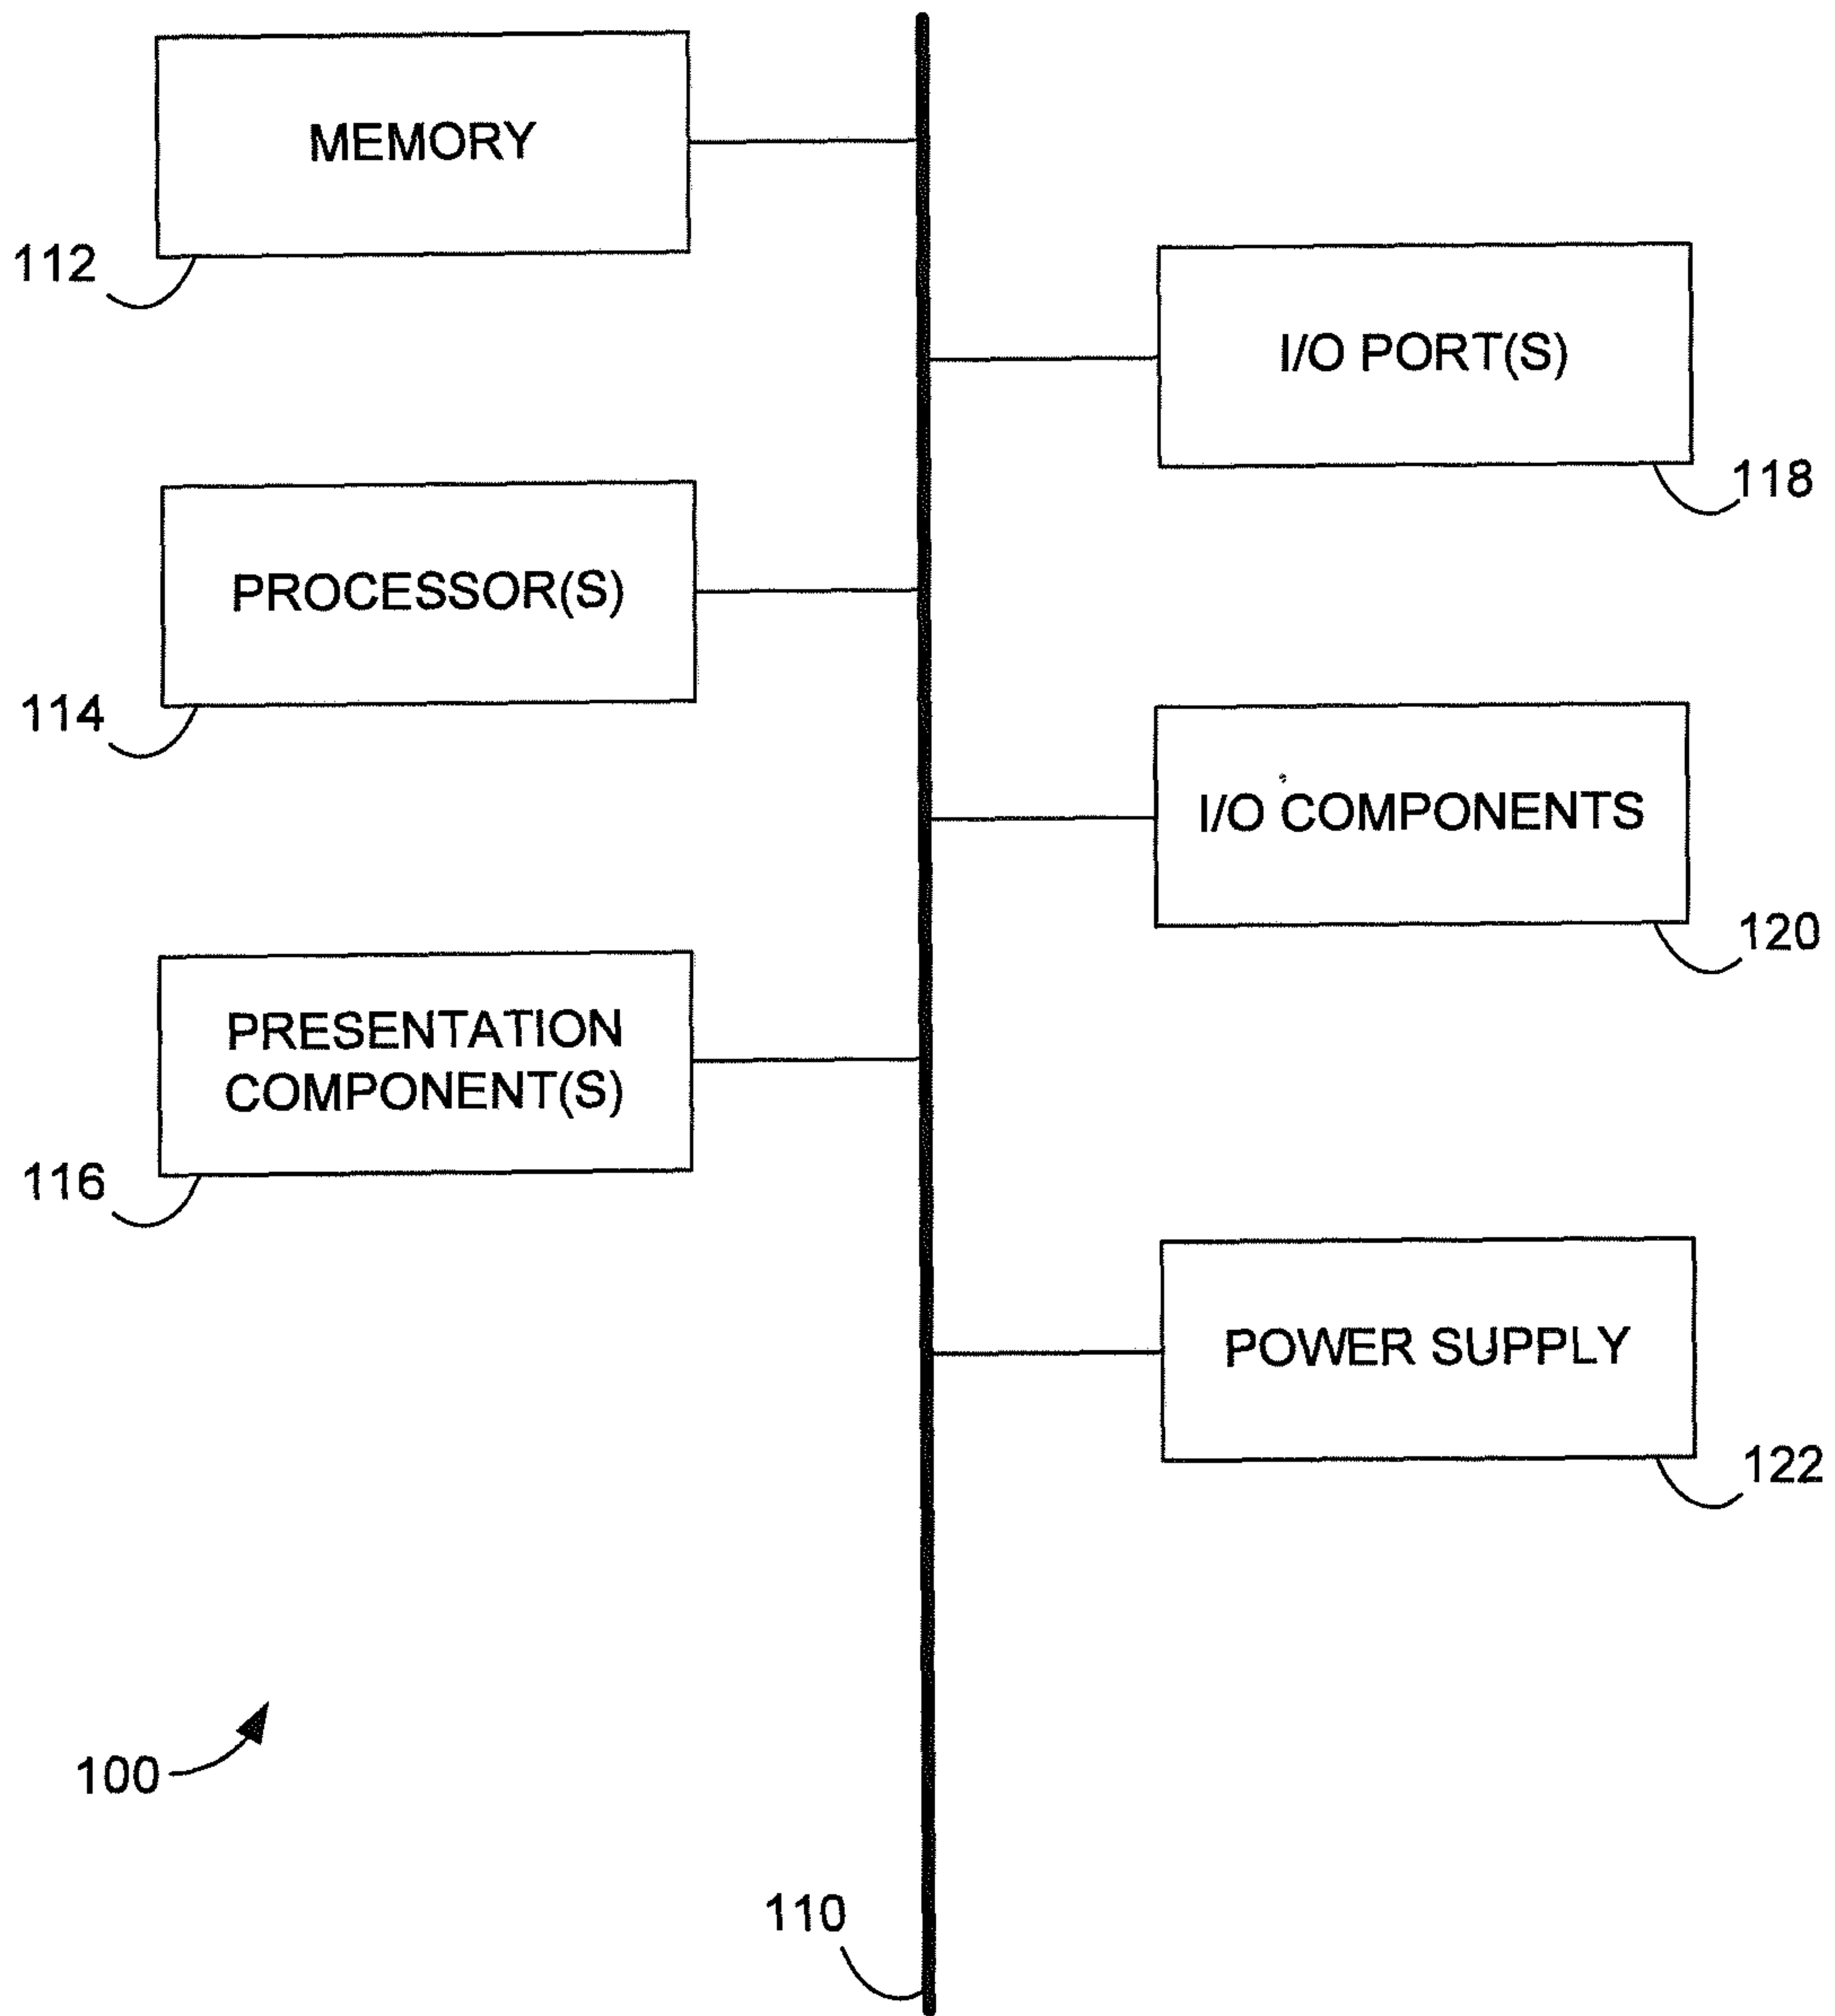 MEMORY
112
I/O PORT(S)
118
PROCESSOR(S)
114
I/O COMPONENTS
120
PRESENTATION
COMPONENT(S)
116
POWER SUPPLY
122
100
110